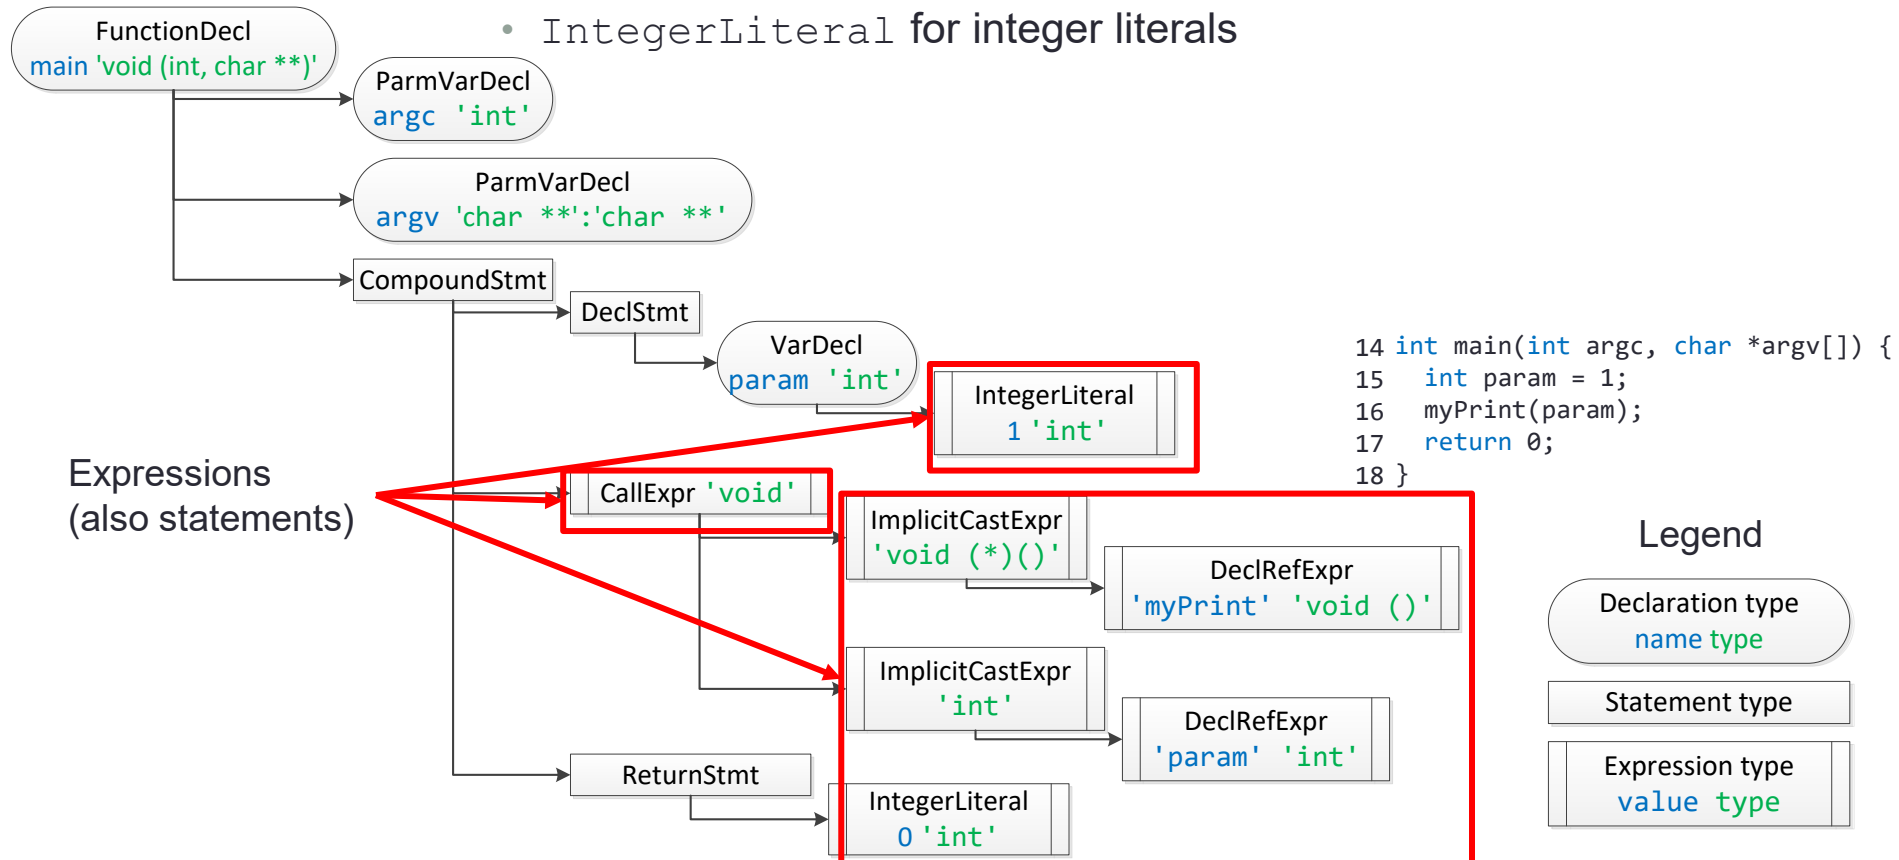 • IntegerLiteral for integer literals
FunctionDecl
main 'void (int, char **)'
ParmVarDecl
argc 'int'
ParmVarDecl
argv 'char **':'char **'
CompoundStmt
DeclStmt
VarDecl
param 'int'
IntegerLiteral
1 'int'
14 int main(int argc, char *argv[]) {
15 int param = 1;
16 myPrint(param);
17 return 0;
18 }
Expressions
(also statements)
CallExpr 'void'
ImplicitCastExpr
'void (*)()'
DeclRefExpr
'myPrint' 'void ()'
ImplicitCastExpr
'int'
DeclRefExpr
'param' 'int'
ReturnStmt
IntegerLiteral
0 'int'
Legend
Declaration type
name type
Statement type
Expression type
value type